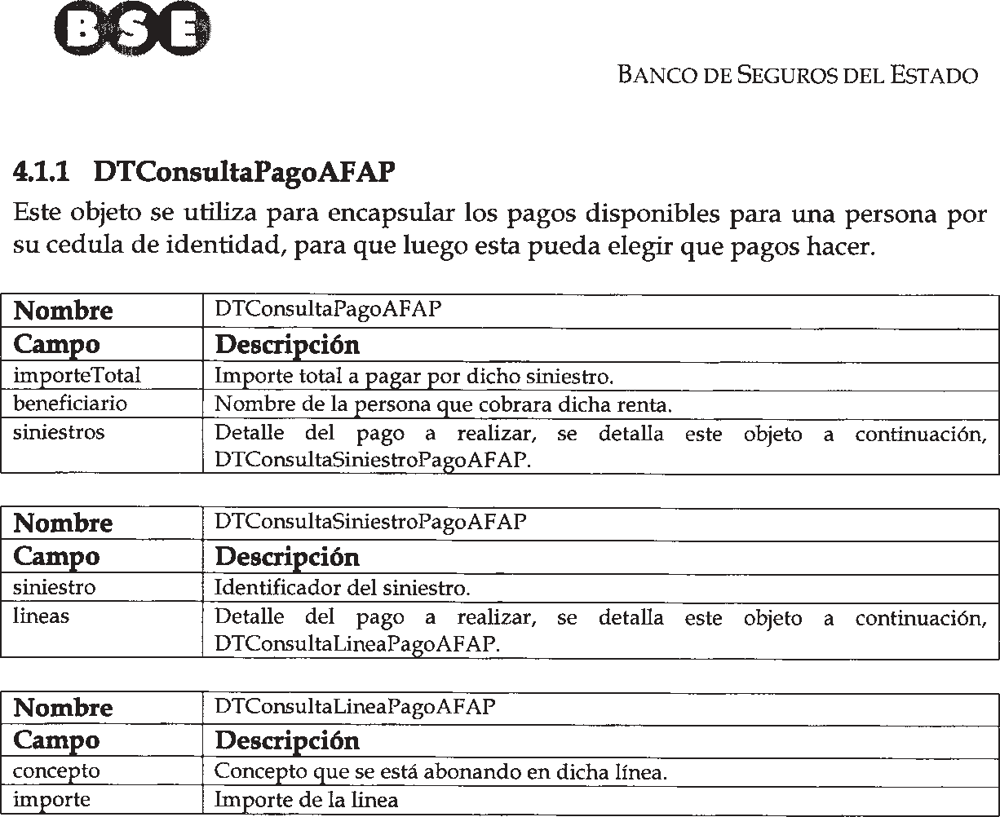 BSE
BANCO DE SEGUROS DEL ESTADO
4.1.1 DTConsultaPagoAFAP
Este objeto se utiliza para encapsular los pagos disponibles para una persona por
su cedula de identidad, para que luego esta pueda elegir que pagos hacer.
Nombre DTConsultaPagoAFAP
Campo Descripción
importeTotal Importe total a pagar por dicho siniestro.
beneficiario Nombre de la persona que cobrara dicha renta.
siniestros Detalle del pago a realizar, se detalla este objeto a continuación,
DTConsultaSiniestroPagoAFAP.
Nombre DTConsultaSiniestroPagoAFAP
Campo Descripción
siniestro Identificador del siniestro.
lineas Detalle del pago a realizar, se detalla este objeto a continuación,
DTConsultaLineaPagoAFAP.
Nombre DTConsultaLineaPagoAFAP
Campo Descripción
concepto Concepto que se está abonando en dicha línea.
importe Importe de la linea